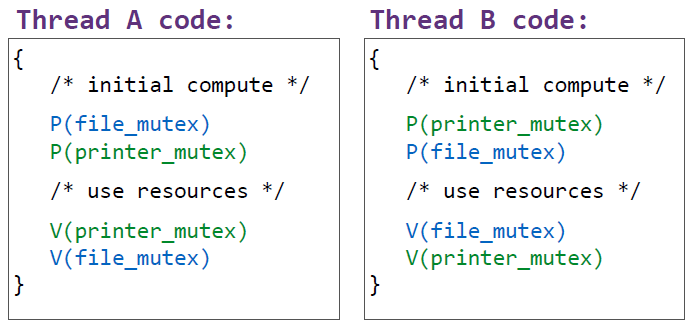 Thread A code:
{
/* initial compute */
P(file_mutex)
P(printer_mutex)
/* use resources */
V(printer_mutex)
V(file_mutex)
}
Thread B code:
{
/* initial compute */
P(printer_mutex)
P(file_mutex)
/* use resources */
V(file_mutex)
V(printer_mutex)
}